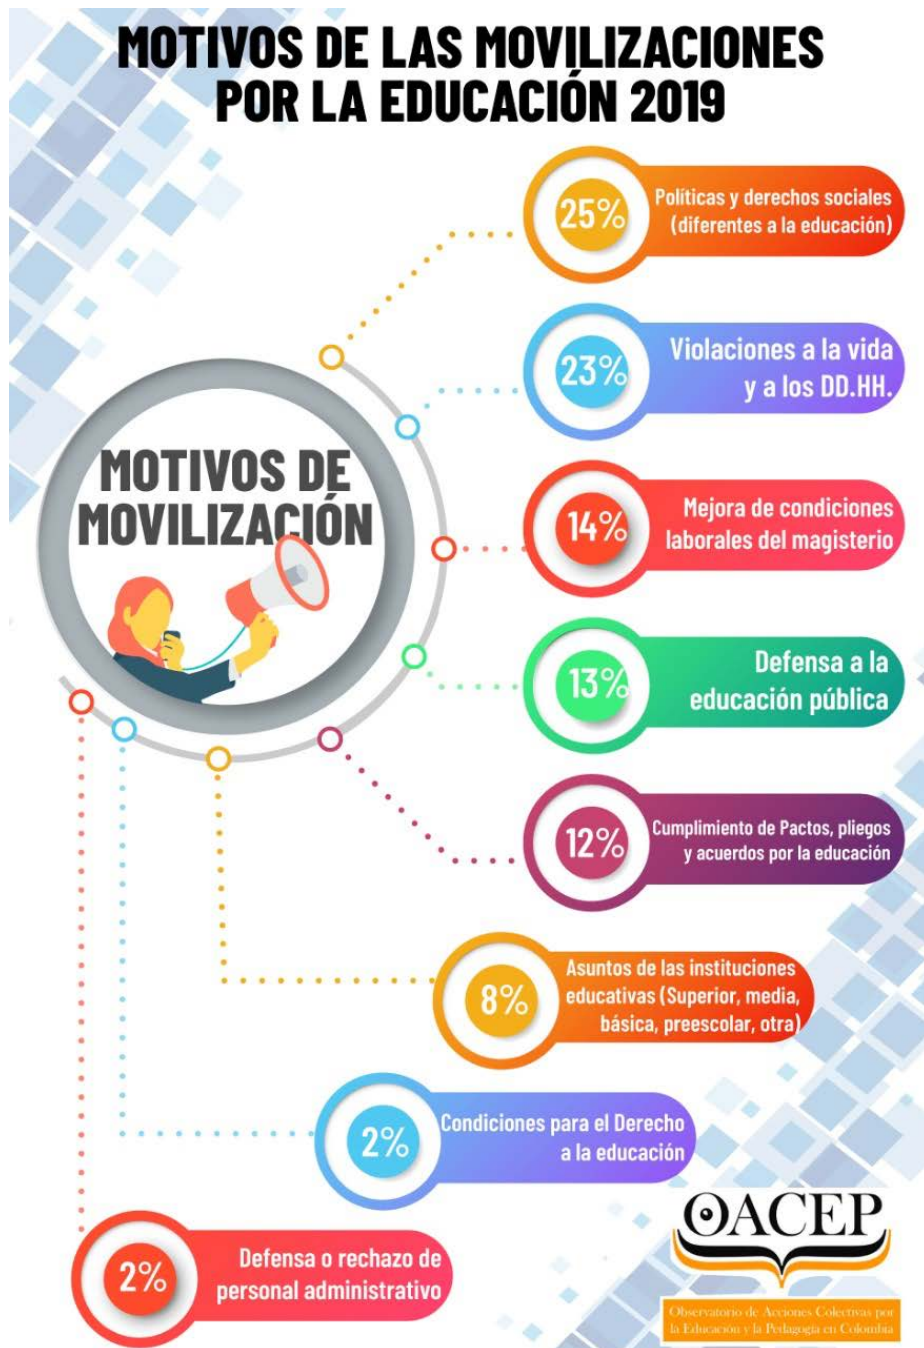 MOTIVOS DE LAS MOVILIZACIONES
POR LA EDUCACIÓN 2019
25%
Políticas y derechos sociales
(diferentes a la educación)
23%
Violaciones a la vida
y a los DD.HH.
MOTIVOS DE
MOVILIZACIÓN
14%
Mejora de condiciones
laborales del magisterio
13%
Defensa a la
educación pública
12%
Cumplimiento de Pactos, pliegos
y acuerdos por la educación
8%
Asuntos de las instituciones
educativas (Superior, media,
básica, preescolar, otra)
2%
Condiciones para el Derecho
a la educación
2%
Defensa o rechazo de
personal administrativo
OACEP
Observatorio de Acciones Colectivas por
la Educación y la Pedagogía en Colombia